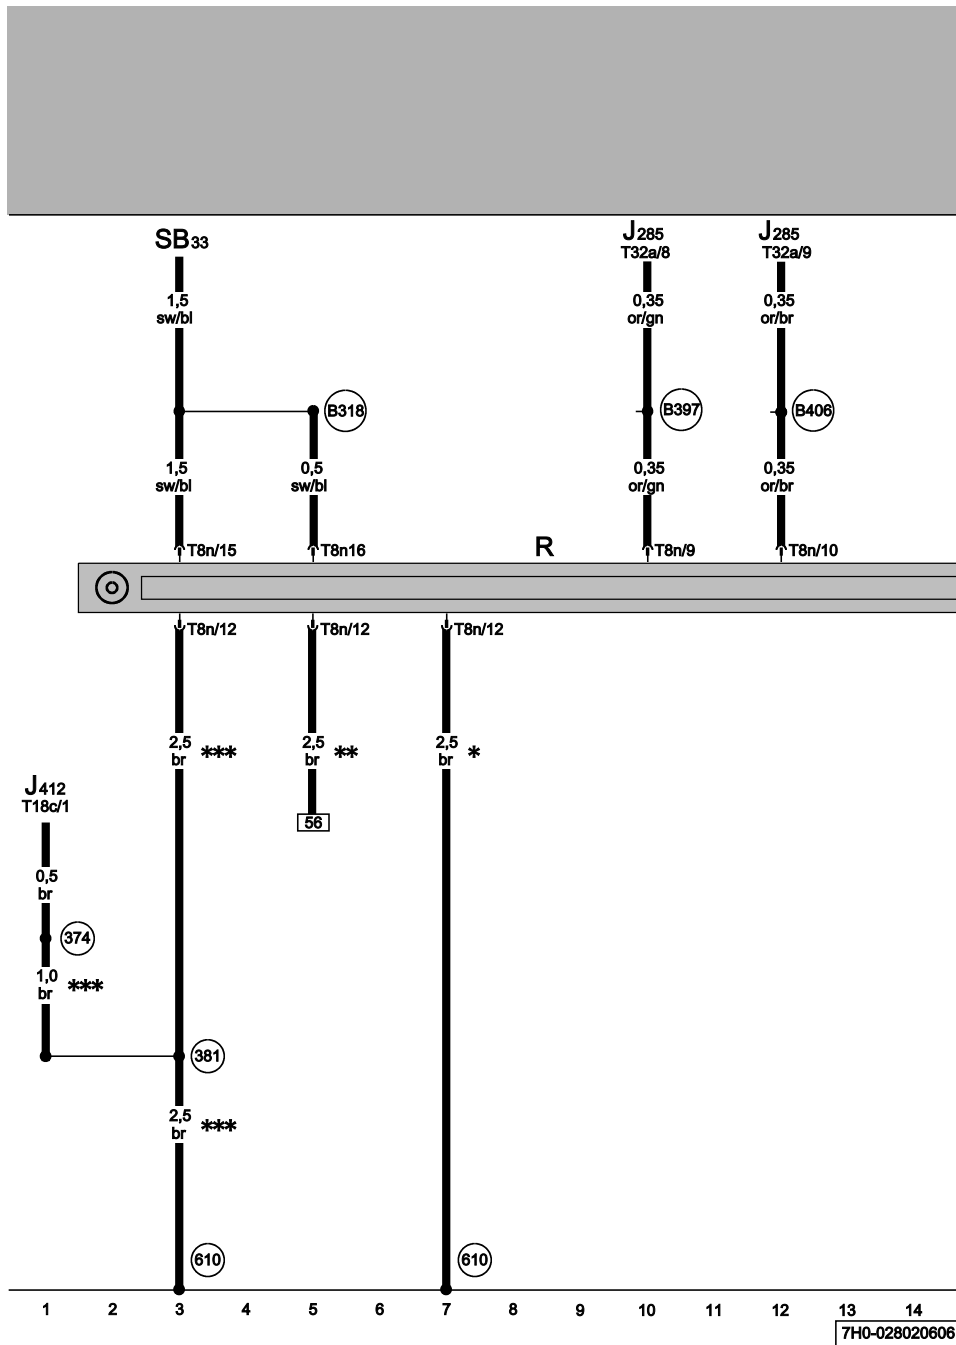 SB33
J285
T32a/8
J285
T32a/9
1,5
sw/bl
0,35
or/gn
0,35
or/br
B318
B397
B406
1,5
sw/bl
0,5
sw/bl
0,35
or/gn
0,35
or/br
T8n/15
T8n16
R
T8n/9
T8n/10
T8n/12
T8n/12
T8n/12
2,5
br
***
2,5
br
**
2,5
br
*
J412
T18c/1
56
0,5
br
374
1,0
br
***
381
2,5
br
***
610
610
1 2 3 4 5 6 7 8 9 10 11 12 13 14
7H0-028020606